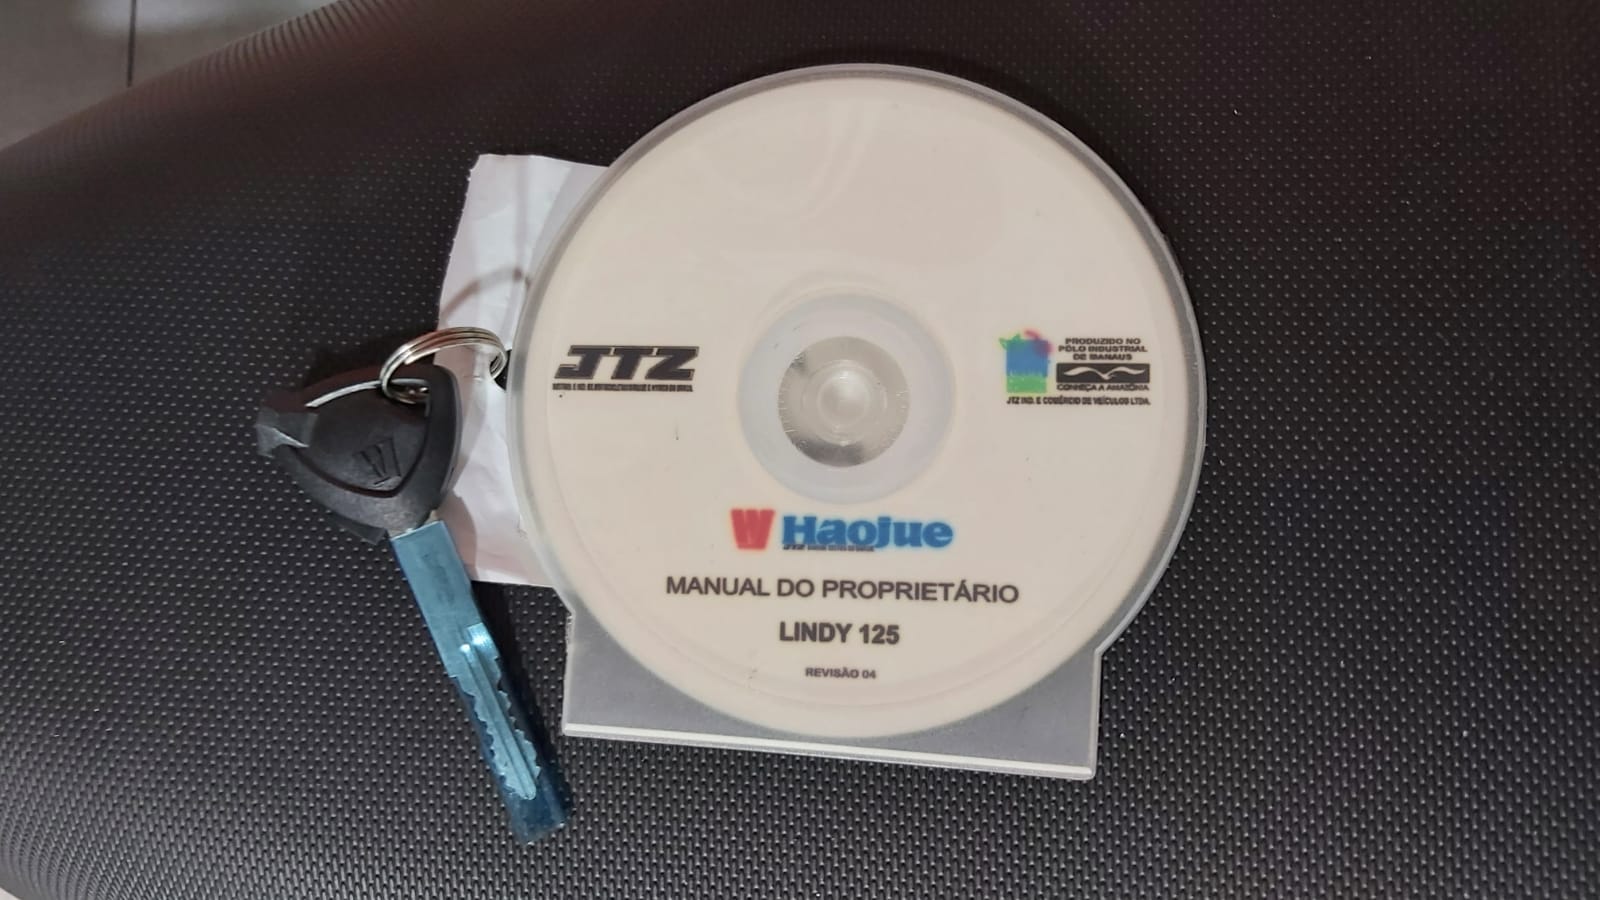 JTZ
PRODUZIDO NO
PÓLO INDUSTRIAL
DE MANAUS
CONHEÇA A AMAZÔNIA
JTZ IND. E COMÉRCIO DE VEÍCULOS LTDA.
Haojue
MANUAL DO PROPRIETÁRIO
LINDY 125
REVISÃO 04